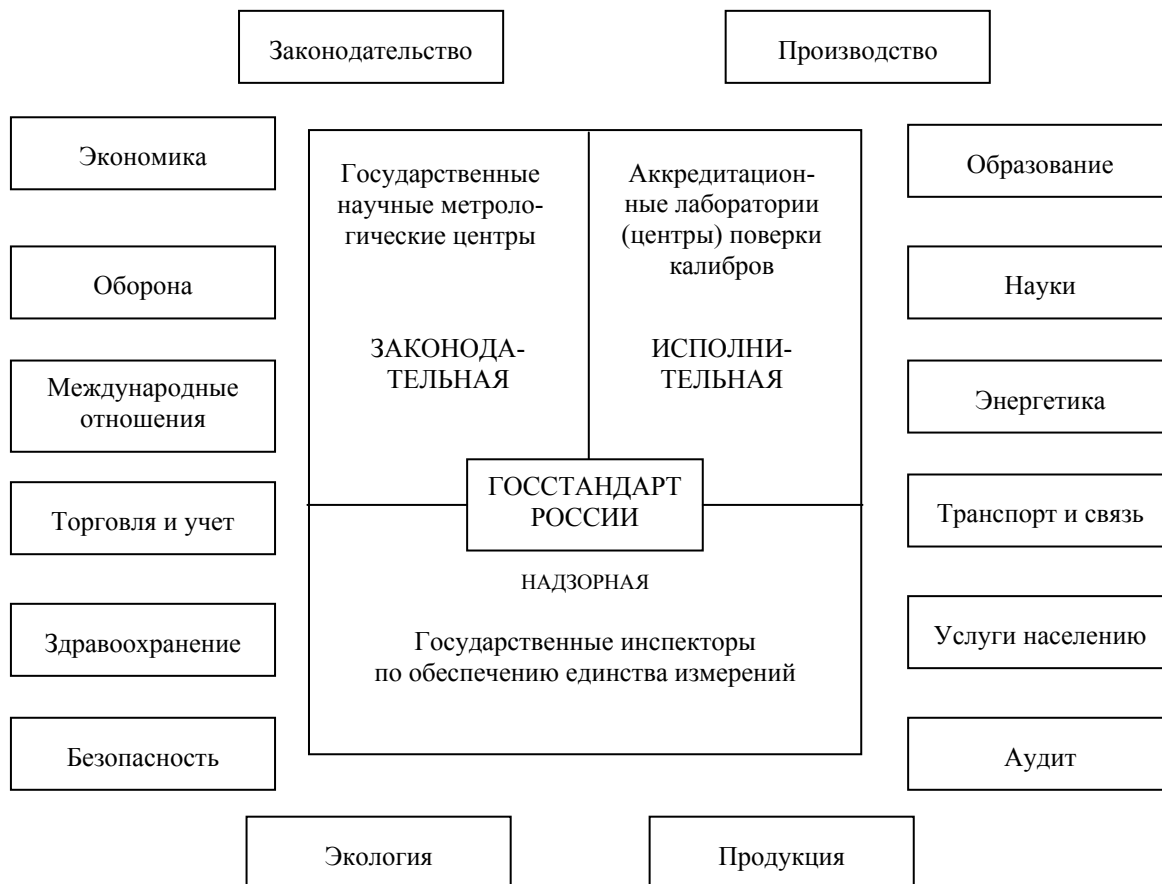 Законодательство
Производство
Экономика
Оборона
Международные
отношения
Торговля и учет
Здравоохранение
Безопасность
Государственные
научные метроло-
гические центры
ЗАКОНОДА-
ТЕЛЬНАЯ
Аккредитацион-
ные лаборатории
(центры) поверки
калибров
ИСПОЛНИ-
ТЕЛЬНАЯ
ГОССТАНДАРТ
РОССИИ
НАДЗОРНАЯ
Государственные инспекторы
по обеспечению единства измерений
Образование
Науки
Энергетика
Транспорт и связь
Услуги населению
Аудит
Экология
Продукция